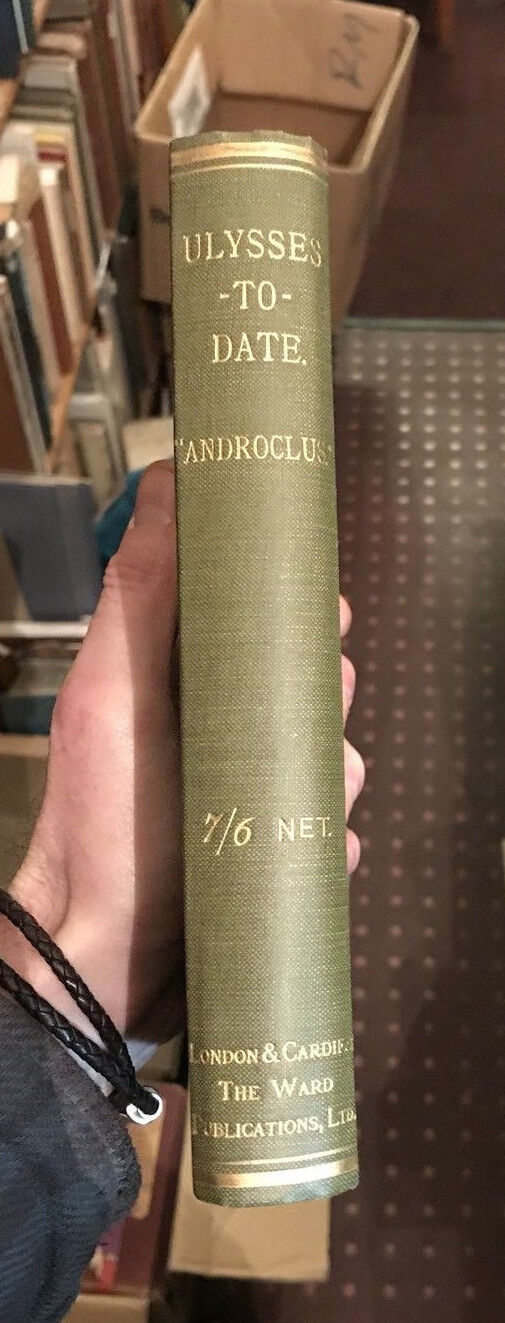 ULYSSES
-TO-
DATE.
"ANDROCLUS."
7/6 NET.
LONDON & CARDIFF
THE WARD
PUBLICATIONS, LTD.